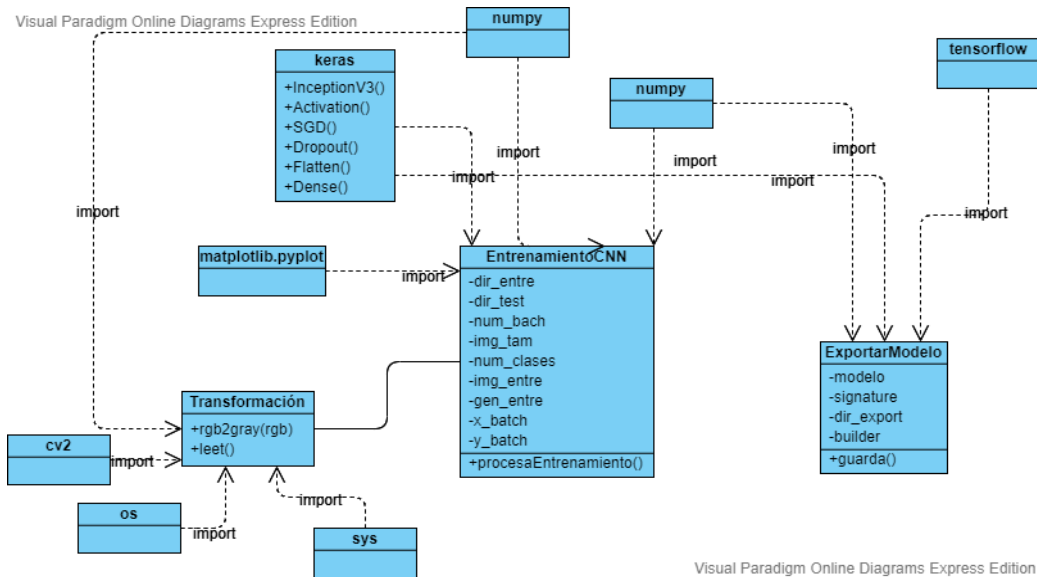 Visual Paradigm Online Diagrams Express Edition
numpy
keras
+InceptionV3()
+Activation()
+SGD()
+Dropout()
+Flatten()
+Dense()
numpy
tensorflow
import
import
import
import
import
import
import
matplotlib.pyplot
import
EntrenamientoCNN
-dir_entre
-dir_test
-num_bach
-img_tam
-num_clases
-img_entre
-gen_entre
-x_batch
-y_batch
+procesaEntrenamiento()
ExportarModelo
-modelo
-signature
-dir_export
-builder
+guarda()
Transformación
+rgb2gray(rgb)
+leet()
cv2
import
os
import
import
sys
Visual Paradigm Online Diagrams Express Edition